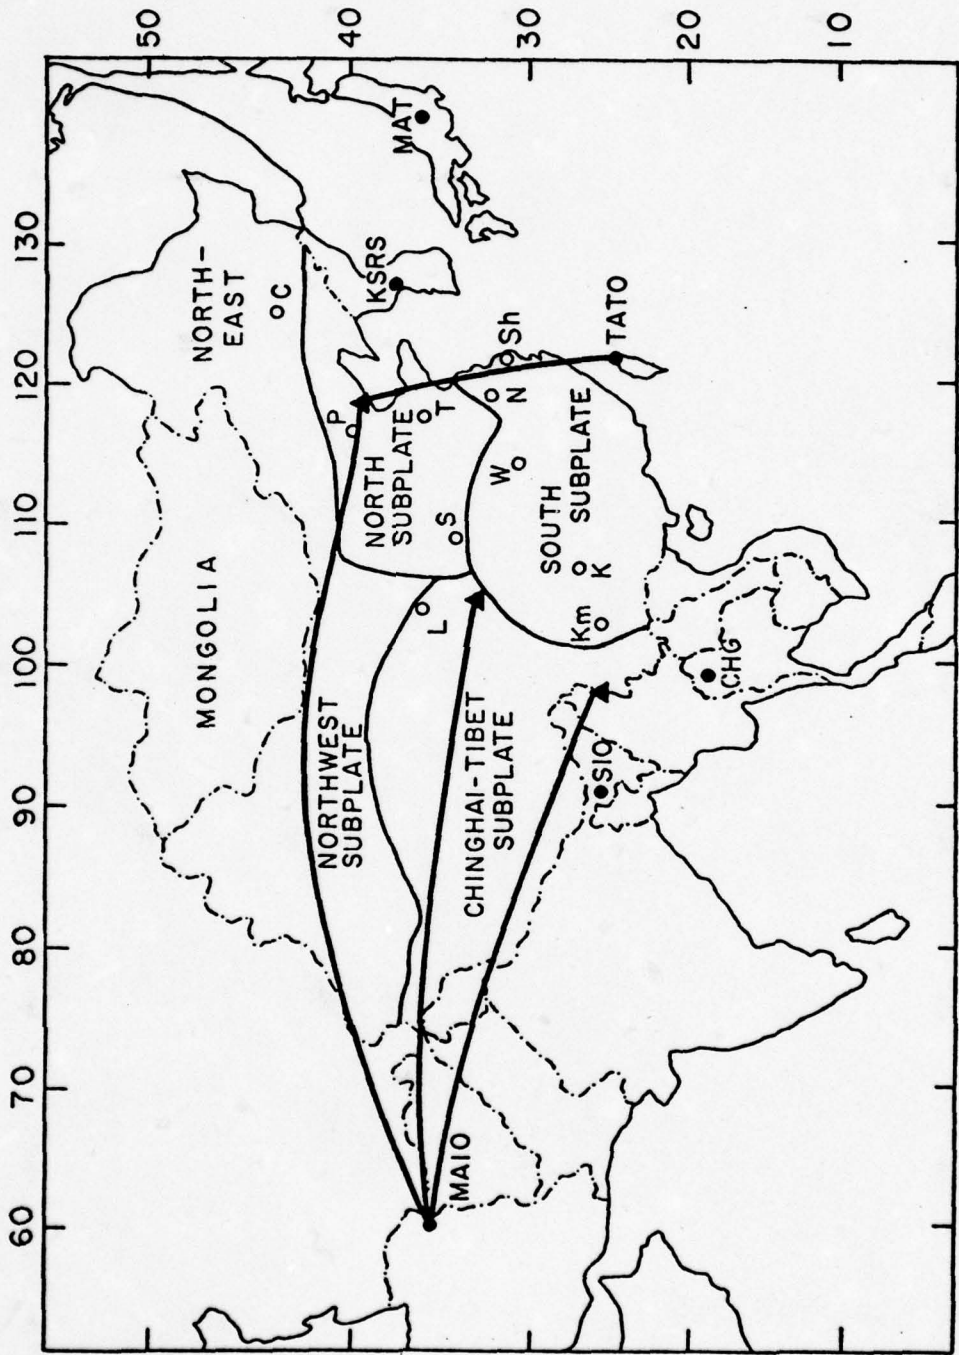 60
70
80
90
100
110
120
130
50
40
30
20
10
MONGOLIA
NORTH-
EAST
C
NORTHWEST
SUBPLATE
P
NORTH
SUBPLATE
T
S
L
KSRS
MAT
Sh
N
W
SOUTH
SUBPLATE
K
Km
TATO
CHINGHAI-TIBET
SUBPLATE
MAIO
SIO
CHG